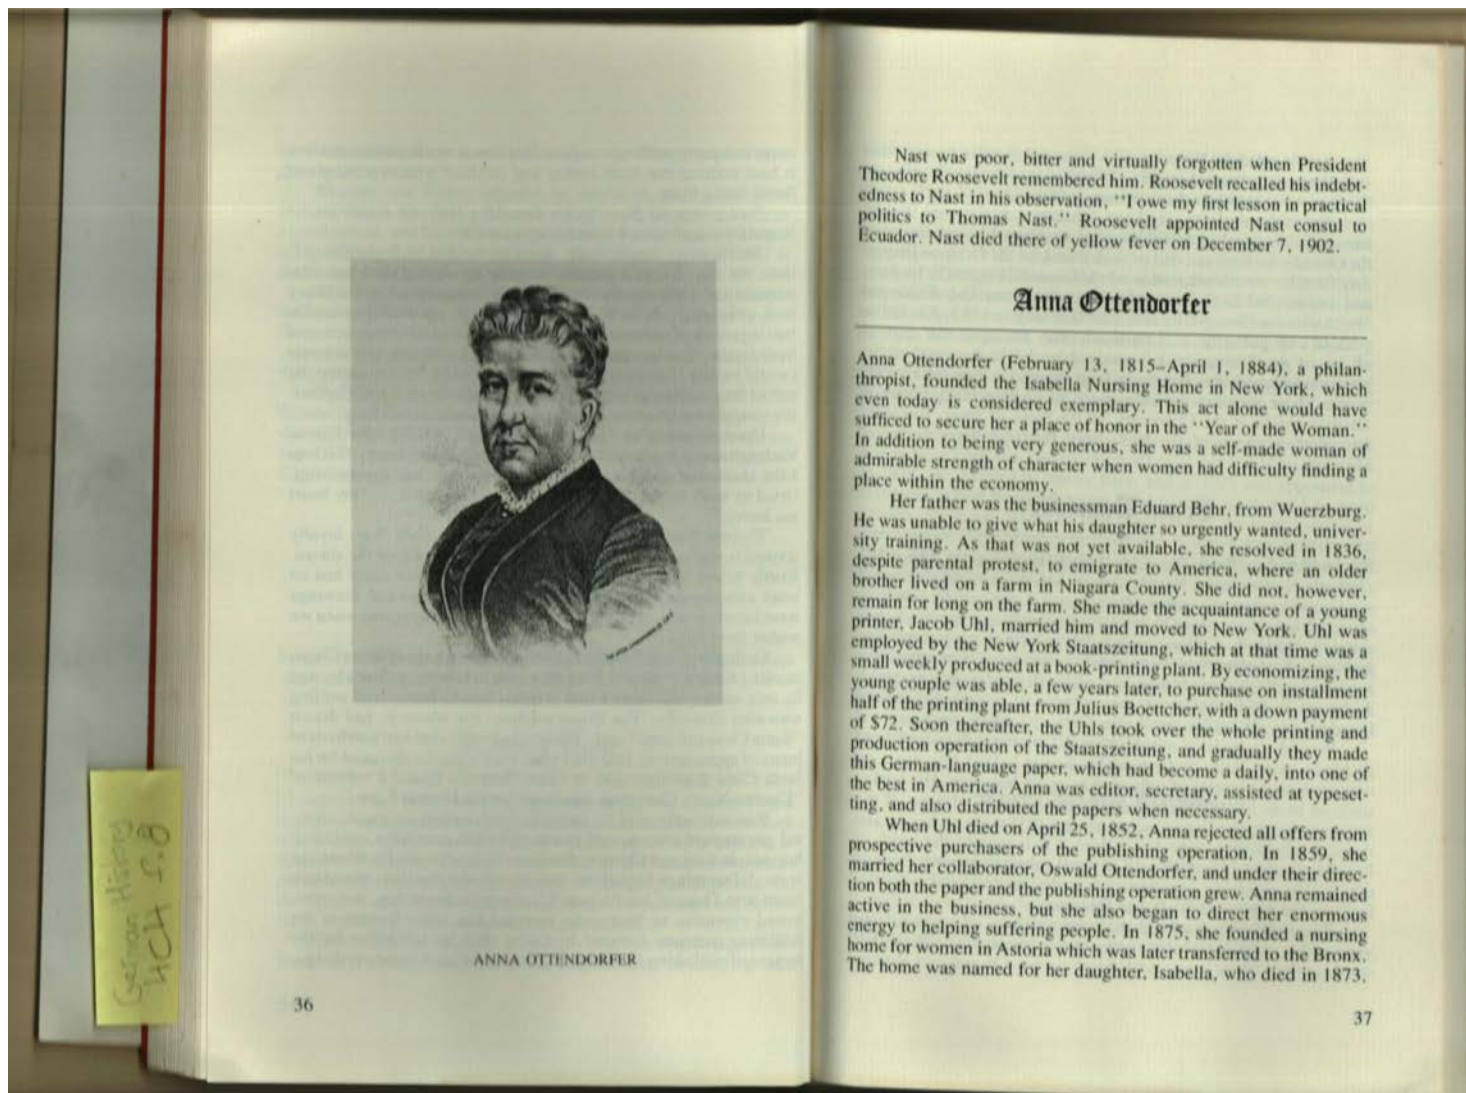 German History
ANNA OTTENDORFER
36
Nast was poor, bitter and virtually forgotten when President
Theodore Roosevelt remembered him. Roosevelt recalled his indebt-
edness to Nast in his observation, "I owe my first lesson in practical
politics to Thomas Nast." Roosevelt appointed Nast consul to
Ecuador. Nast died there of yellow fever on December 7, 1902.
Anna Ottendorfer
Anna Ottendorfer (February 13, 1815–April 1, 1884), a philan-
thropist, founded the Isabella Nursing Home in New York, which
even today is considered exemplary. This act alone would have
sufficed to secure her a place of honor in the "Year of the Woman."
In addition to being very generous, she was a self-made woman of
admirable strength of character when women had difficulty finding a
place within the economy.
Her father was the businessman Eduard Behr, from Wuerzburg.
He was unable to give what his daughter so urgently wanted, univer-
sity training. As that was not yet available, she resolved in 1836,
despite parental protest, to emigrate to America, where an older
brother lived on a farm in Niagara County. She did not, however,
remain for long on the farm. She made the acquaintance of a young
printer, Jacob Uhl, married him and moved to New York. Uhl was
employed by the New York Staatszeitung, which at that time was a
small weekly produced at a book-printing plant. By economizing, the
young couple was able, a few years later, to purchase on installment
half of the printing plant from Julius Boettcher, with a down payment
of $72. Soon thereafter, the Uhls took over the whole printing and
production operation of the Staatszeitung, and gradually they made
this German-language paper, which had become a daily, into one of
the best in America. Anna was editor, secretary, assisted at typeset-
ting, and also distributed the papers when necessary.
When Uhl died on April 25, 1852, Anna rejected all offers from
prospective purchasers of the publishing operation. In 1859, she
married her collaborator, Oswald Ottendorfer, and under their direc-
tion both the paper and the publishing operation grew. Anna remained
active in the business, but she also began to direct her enormous
energy to helping suffering people. In 1875, she founded a nursing
home for women in Astoria which was later transferred to the Bronx.
The home was named for her daughter, Isabella, who died in 1873,
37